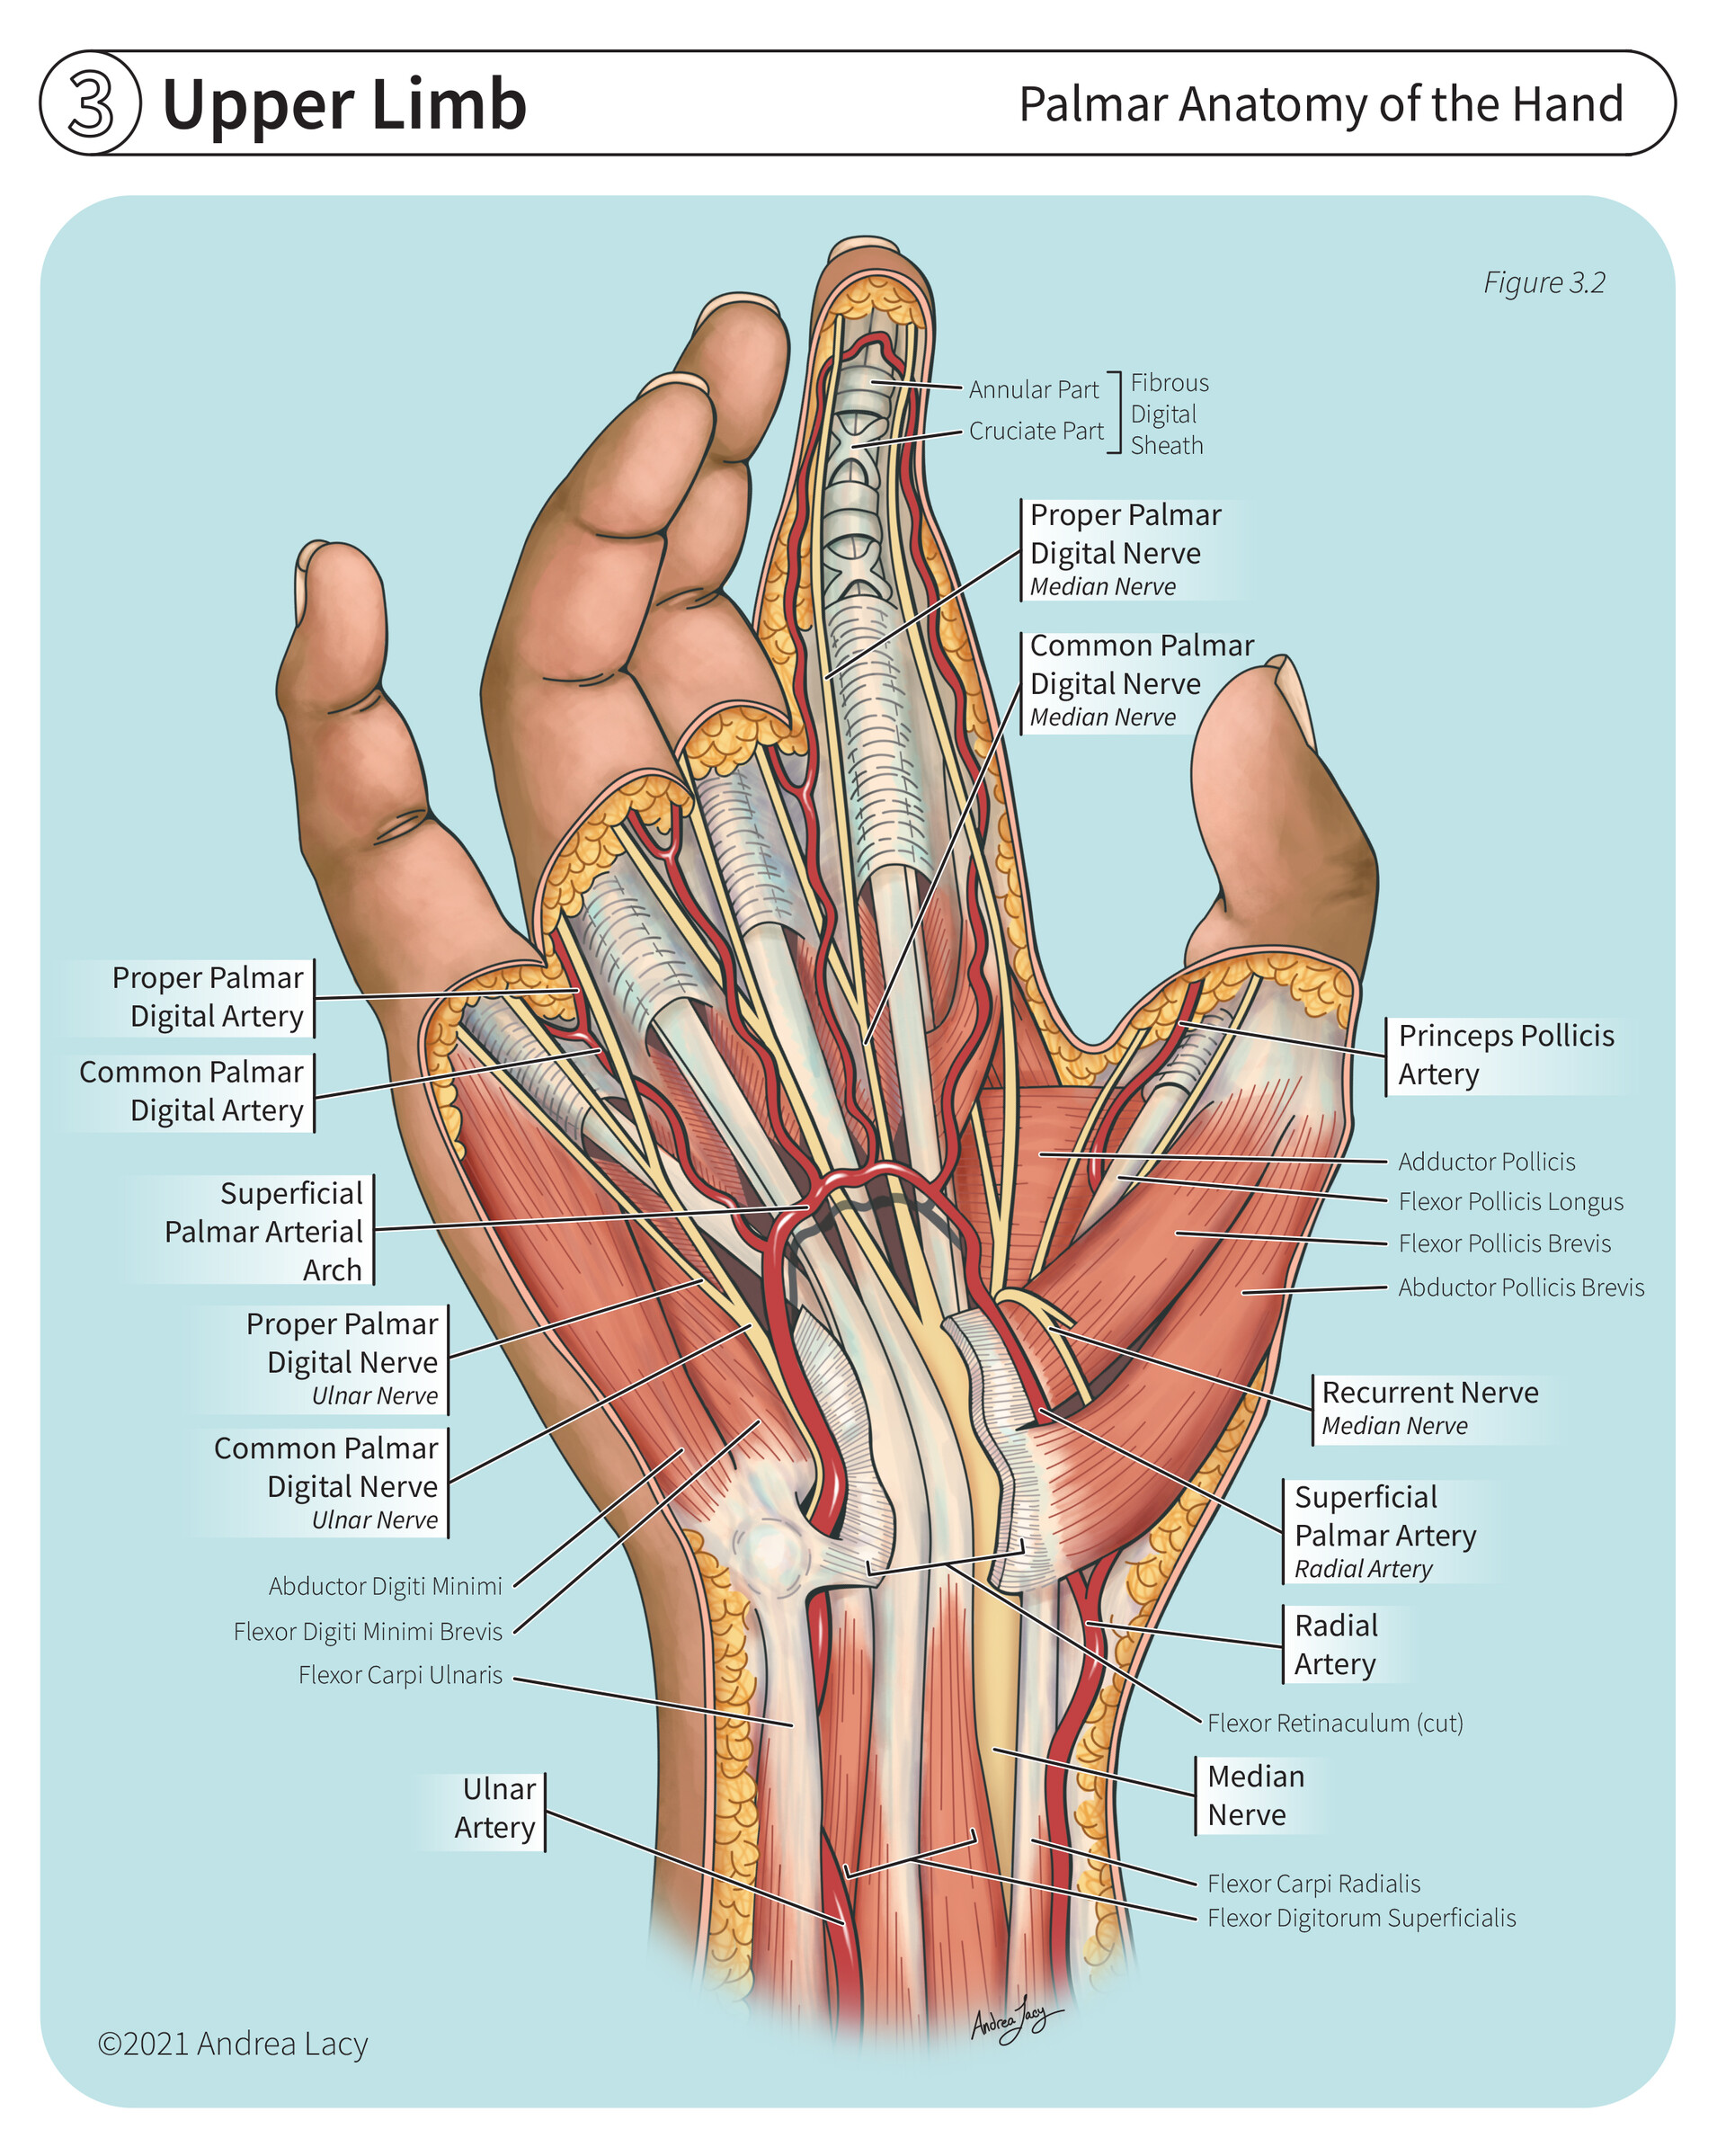 3 Upper Limb
Palmar Anatomy of the Hand
Figure 3.2
Annular Part
Cruciate Part
Fibrous
Digital
Sheath
Proper Palmar
Digital Nerve
Median Nerve
Common Palmar
Digital Nerve
Median Nerve
Proper Palmar
Digital Artery
Common Palmar
Digital Artery
Superficial
Palmar Arterial
Arch
Proper Palmar
Digital Nerve
Ulnar Nerve
Common Palmar
Digital Nerve
Ulnar Nerve
Abductor Digiti Minimi
Flexor Digiti Minimi Brevis
Flexor Carpi Ulnaris
Ulnar
Artery
Princeps Pollicis
Artery
Adductor Pollicis
Flexor Pollicis Longus
Flexor Pollicis Brevis
Abductor Pollicis Brevis
Recurrent Nerve
Median Nerve
Superficial
Palmar Artery
Radial Artery
Radial
Artery
Flexor Retinaculum (cut)
Median
Nerve
Flexor Carpi Radialis
Flexor Digitorum Superficialis
Andrea Lacy
©2021 Andrea Lacy